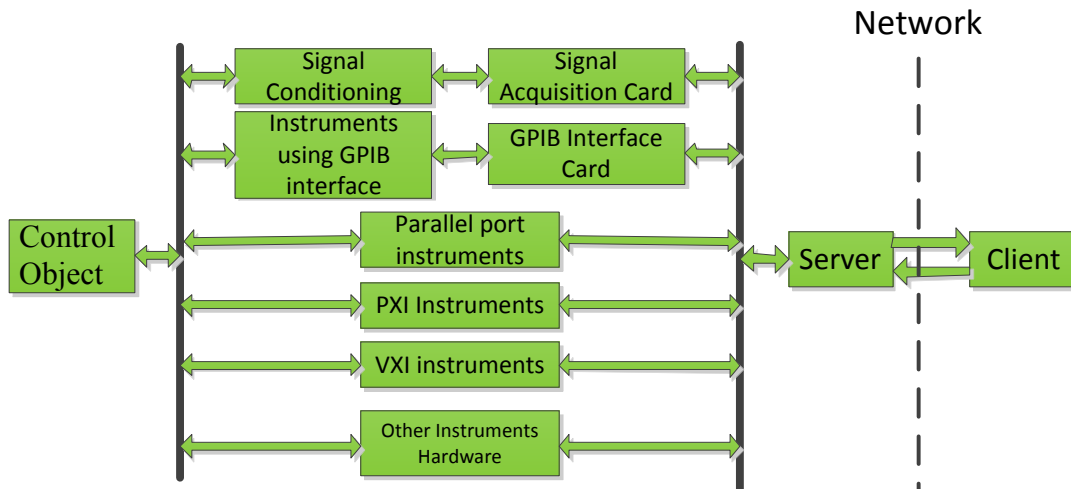 Network
Signal
Conditioning
Signal
Acquisition Card
Instruments
using GPIB
interface
GPIB Interface
Card
Control
Object
Parallel port
instruments
Server
Client
PXI Instruments
VXI instruments
Other Instruments
Hardware